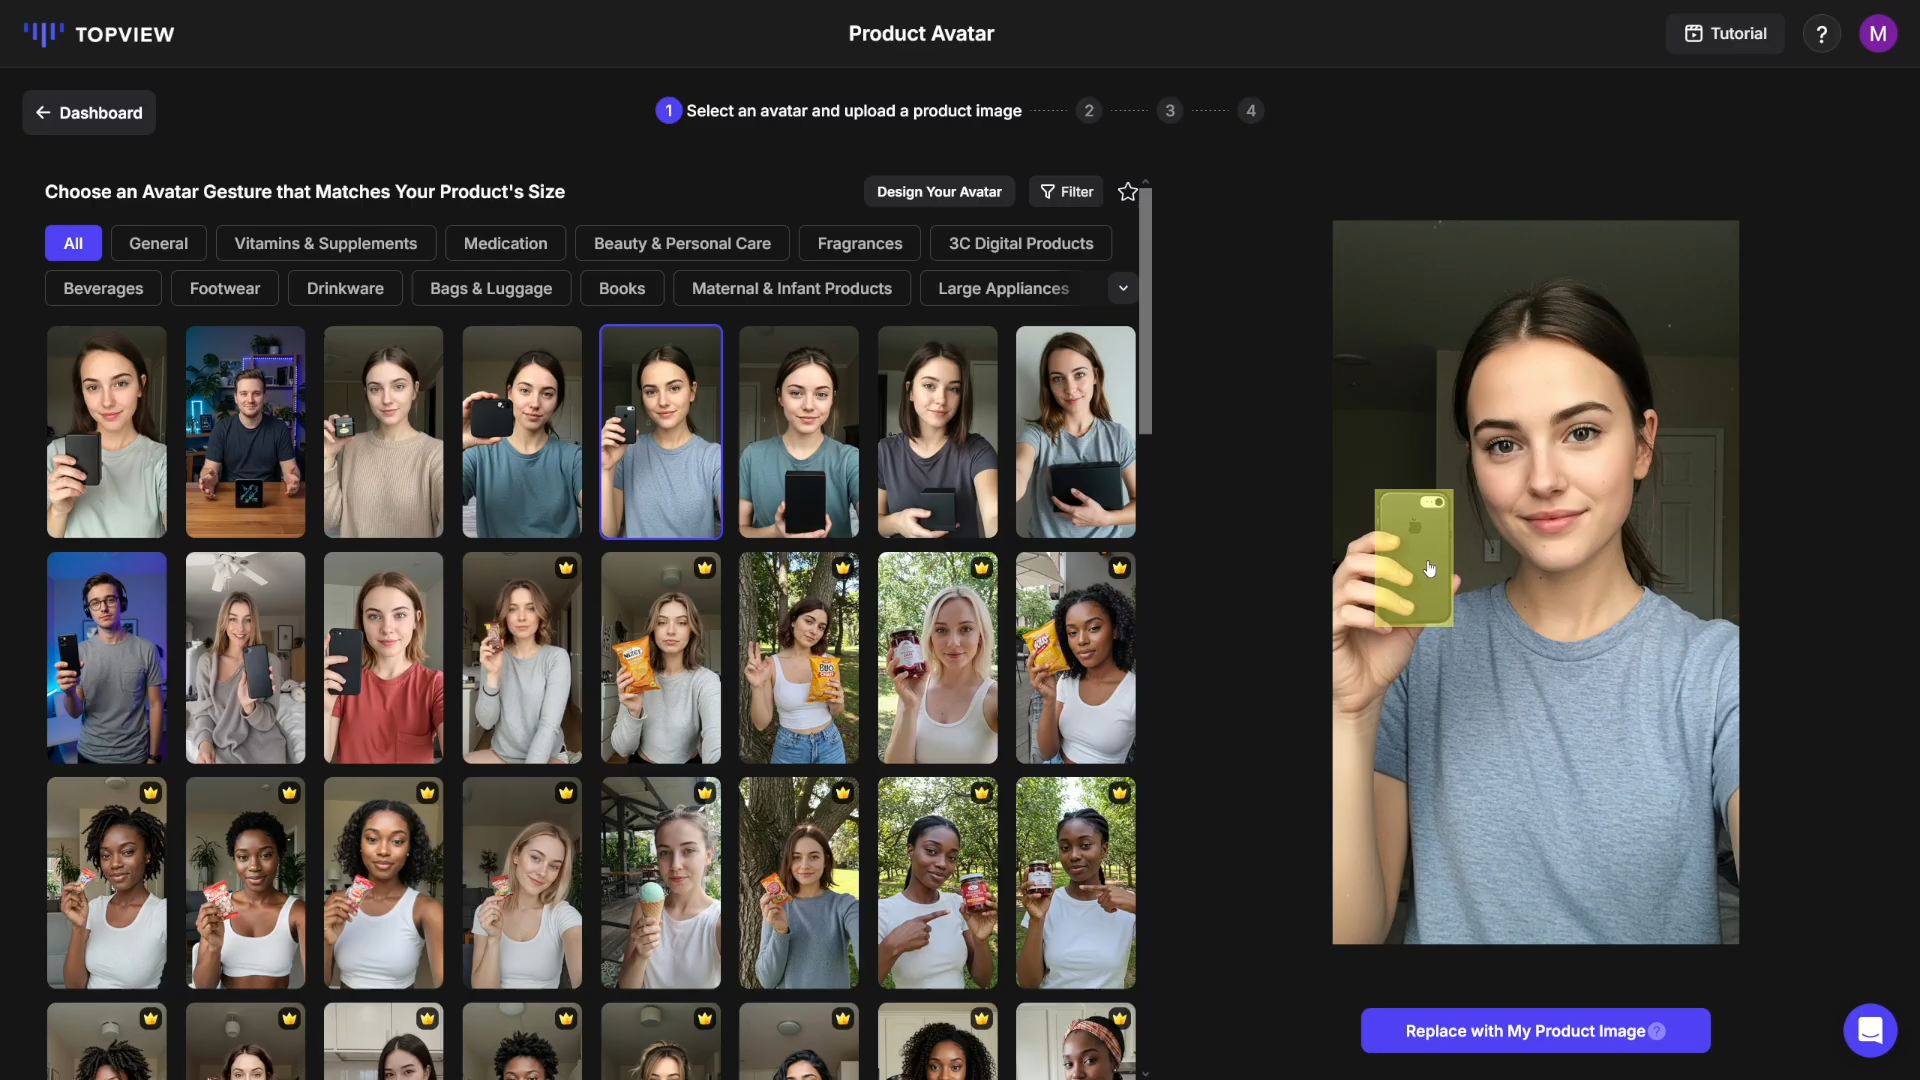 TOPVIEW
Product Avatar
Tutorial
?
M
Dashboard
1 Select an avatar and upload a product image 2 3 4
Choose an Avatar Gesture that Matches Your Product's Size
Design Your Avatar
Filter
All
General
Vitamins & Supplements
Medication
Beauty & Personal Care
Fragrances
3C Digital Products
Beverages
Footwear
Drinkware
Bags & Luggage
Books
Maternal & Infant Products
Large Appliances
Replace with My Product Image ?